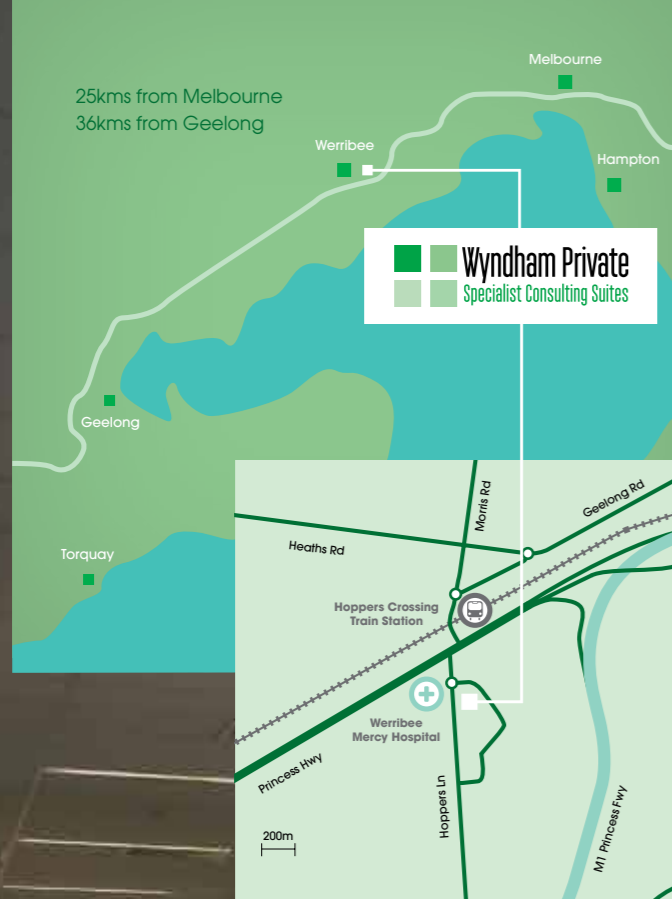 25kms from Melbourne
36kms from Geelong
Melbourne
Werribee
Hampton
Wyndham Private
Specialist Consulting Suites
Geelong
Torquay
Morris Rd
Geelong Rd
Heaths Rd
Hoppers Crossing
Train Station
Werribee
Mercy Hospital
Princess Hwy
Hoppers Ln
M1 Princess Fwy
200m